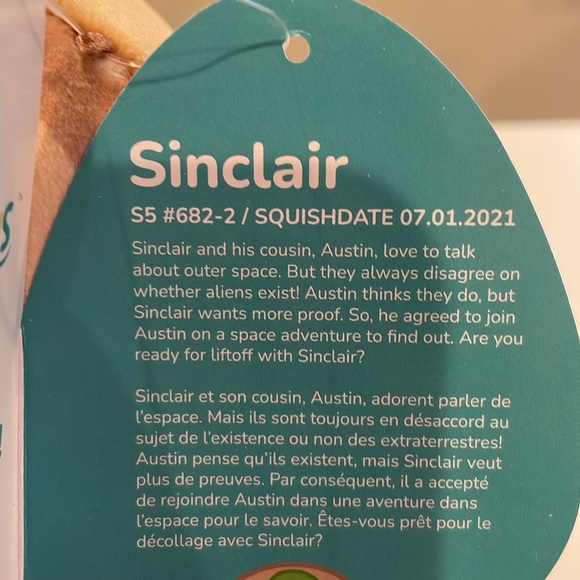 Sinclair
S5 #682-2 / SQUISHDATE 07.01.2021
Sinclair and his cousin, Austin, love to talk
about outer space. But they always disagree on
whether aliens exist! Austin thinks they do, but
Sinclair wants more proof. So, he agreed to join
Austin on a space adventure to find out. Are you
ready for liftoff with Sinclair?
Sinclair et son cousin, Austin, adorent parler de
l'espace. Mais ils sont toujours en désaccord au
sujet de l'existence ou non des extraterrestres!
Austin pense qu'ils existent, mais Sinclair veut
plus de preuves. Par conséquent, il a accepté
de rejoindre Austin dans une aventure dans
l'espace pour le savoir. Êtes-vous prêt pour le
décollage avec Sinclair?